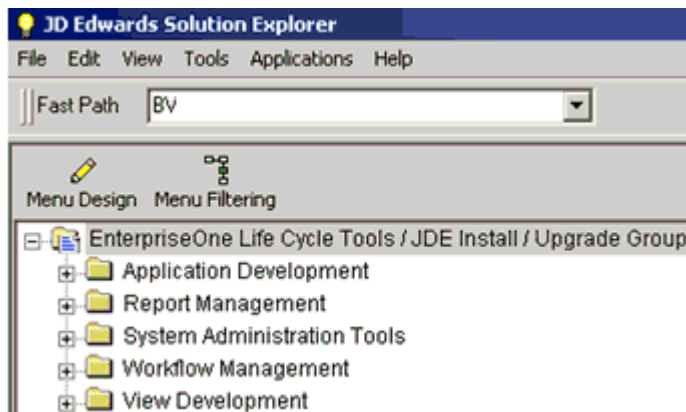 JD Edwards Solution Explorer
File Edit View Tools Applications Help
Fast Path BV
Menu Design Menu Filtering
EnterpriseOne Life Cycle Tools / JDE Install / Upgrade Group
Application Development
Report Management
System Administration Tools
Workflow Management
View Development